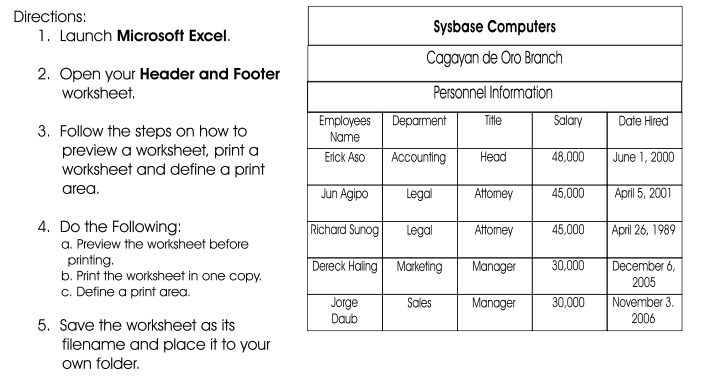 Directions:
1. Launch Microsoft Excel.
2. Open your Header and Footer
worksheet.
3. Follow the steps on how to
preview a worksheet, print a
worksheet and define a print
area.
4. Do the Following:
a. Preview the worksheet before
printing.
b. Print the worksheet in one copy.
c. Define a print area.
5. Save the worksheet as its
filename and place it to your
own folder.
Sysbase Computers
Cagayan de Oro Branch
Personnel Information
Employees Name Deparment Title Salary Date Hired
Erick Aso Accounting Head 48,000 June 1, 2000
Jun Agipo Legal Attorney 45,000 April 5, 2001
Richard Sunog Legal Attorney 45,000 April 26, 1989
Dereck Haling Marketing Manager 30,000 December 6, 2005
Jorge Daub Sales Manager 30,000 November 3. 2006